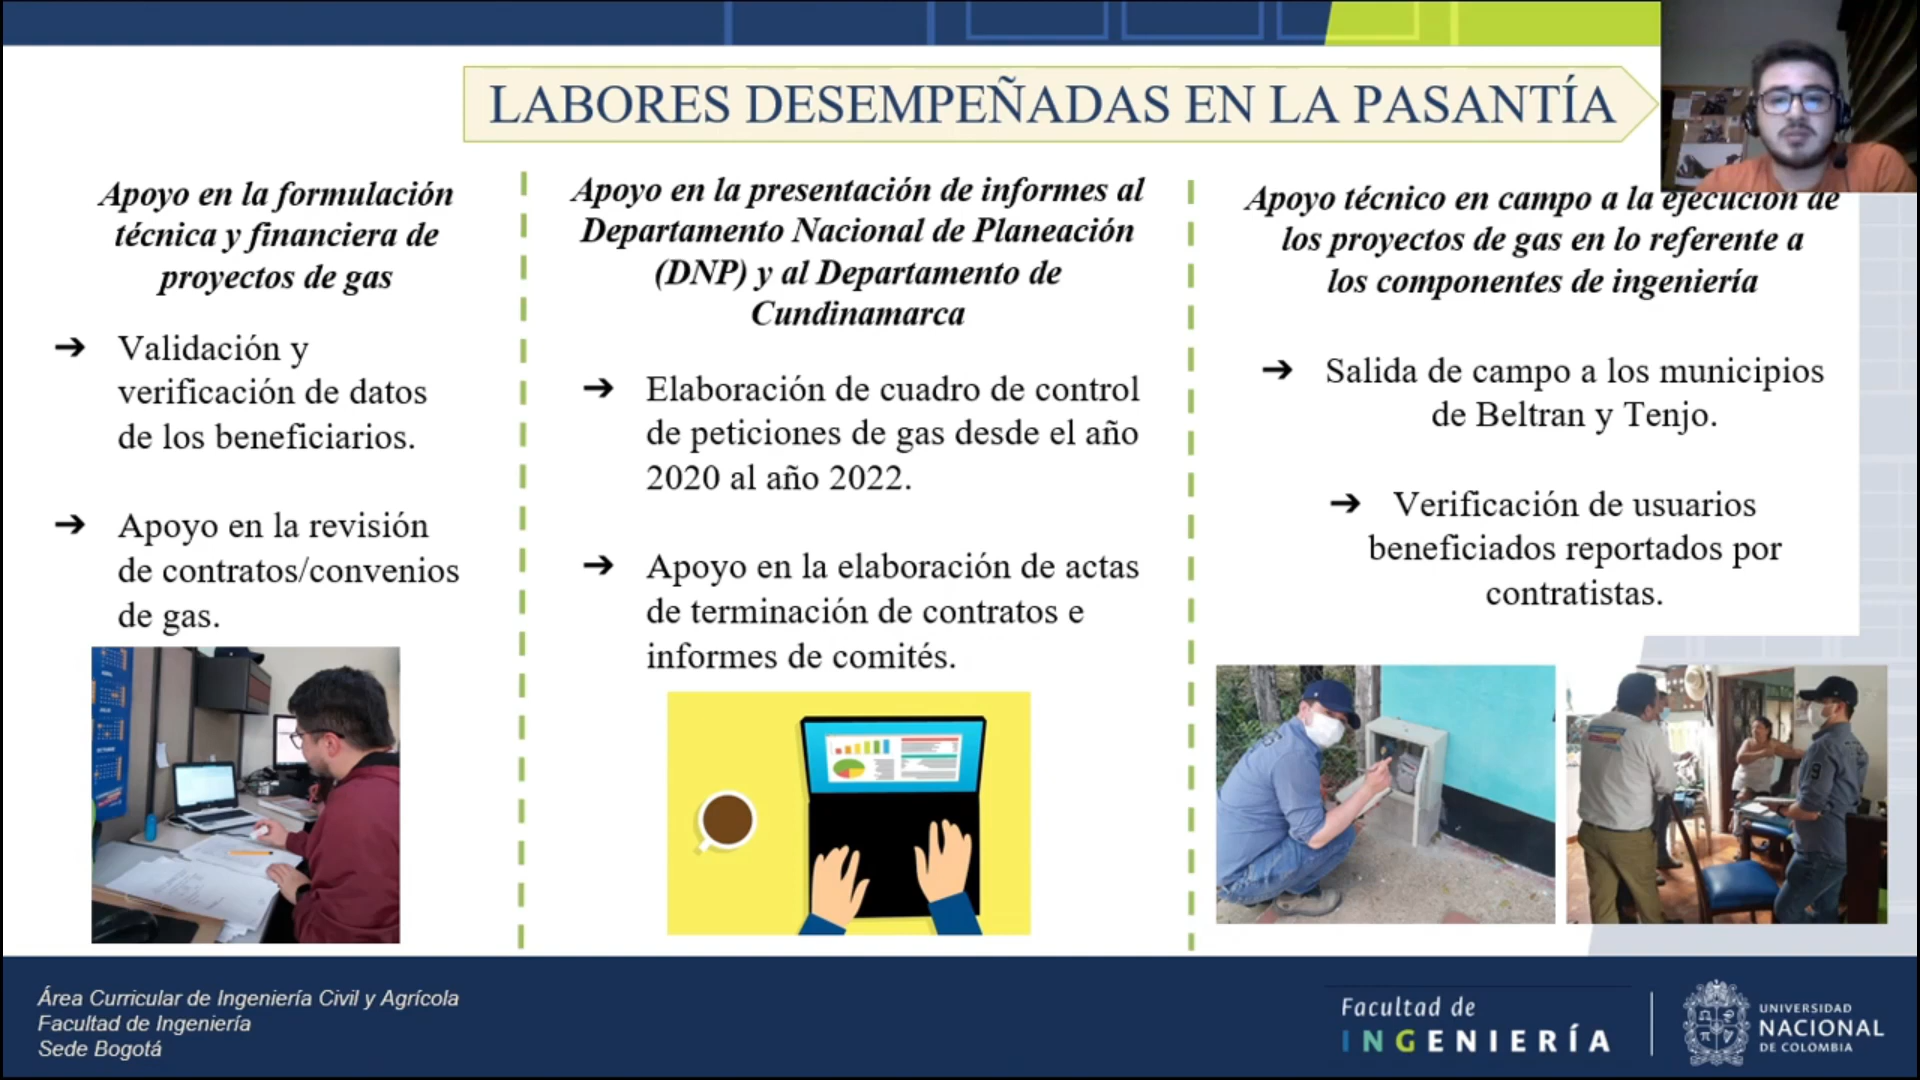 LABORES DESEMPEÑADAS EN LA PASANTÍA
Apoyo en la formulación
técnica y financiera de
proyectos de gas
➔ Validación y
verificación de datos
de los beneficiarios.
➔ Apoyo en la revisión
de contratos/convenios
de gas.
Apoyo en la presentación de informes al
Departamento Nacional de Planeación
(DNP) y al Departamento de
Cundinamarca
➔ Elaboración de cuadro de control
de peticiones de gas desde el año
2020 al año 2022.
➔ Apoyo en la elaboración de actas
de terminación de contratos e
informes de comités.
Apoyo técnico en campo a la ejecución de
los proyectos de gas en lo referente a
los componentes de ingeniería
➔ Salida de campo a los municipios
de Beltran y Tenjo.
➔ Verificación de usuarios
beneficiados reportados por
contratistas.
Área Curricular de Ingeniería Civil y Agrícola
Facultad de Ingeniería
Sede Bogotá
Facultad de
INGENIERÍA
UNIVERSIDAD
NACIONAL
DE COLOMBIA